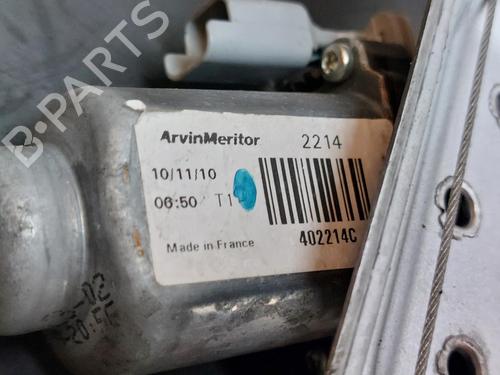 B-PARTS
ArvinMeritor 2214
10/11/10
06:50 T1
Made in France 402214C